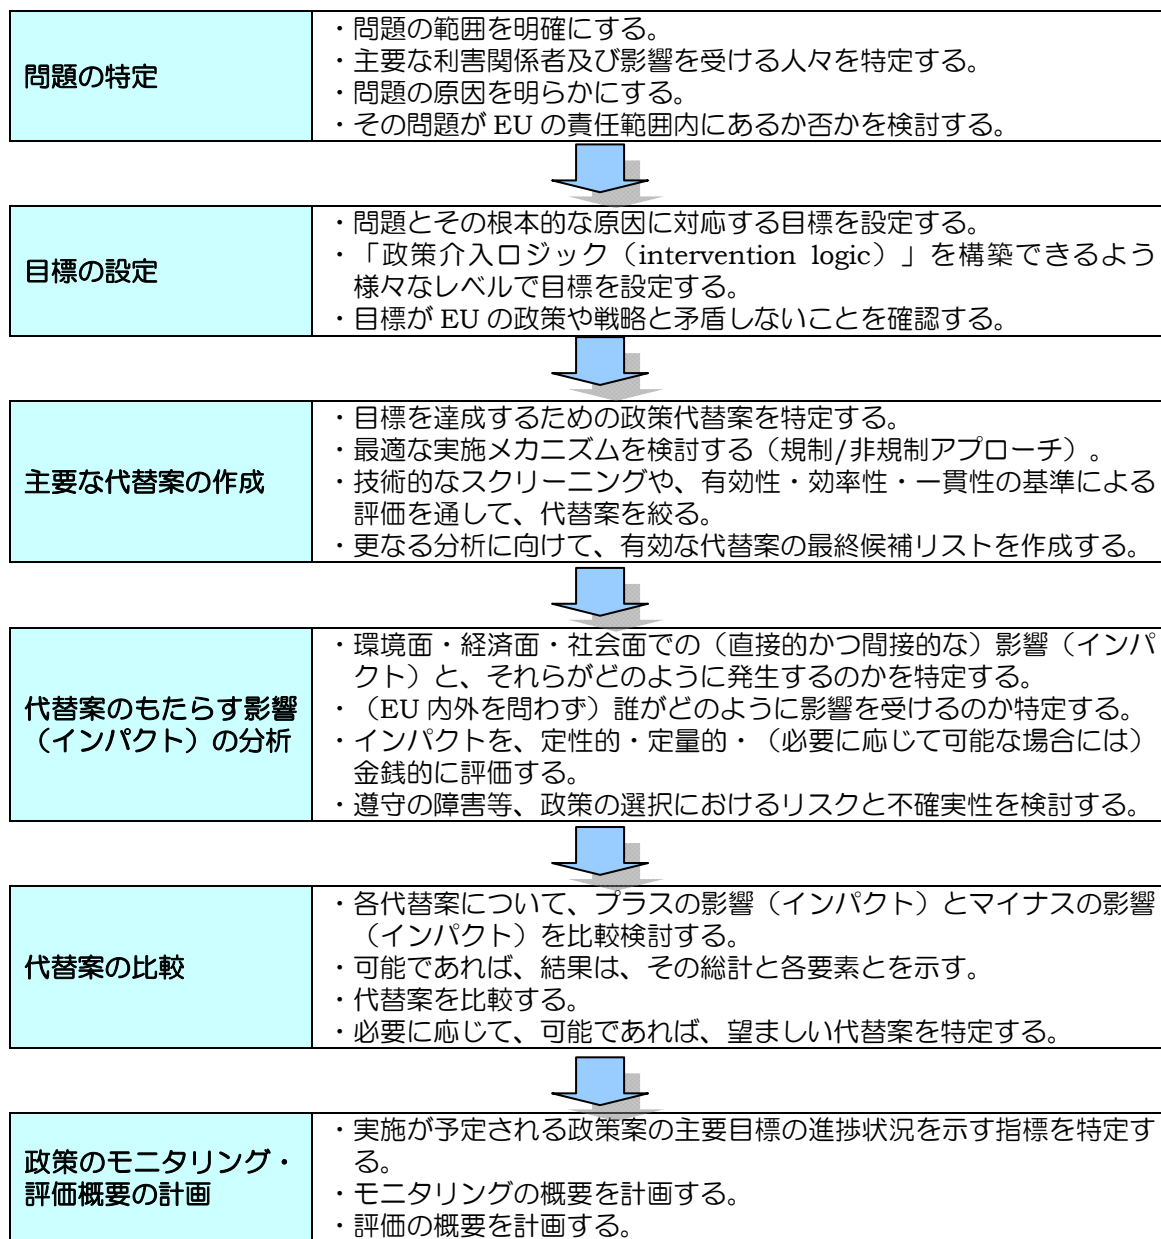 問題の特定
・問題の範囲を明確にする。
・主要な利害関係者及び影響を受ける人々を特定する。
・問題の原因を明らかにする。
・その問題が EU の責任範囲内にあるか否かを検討する。
目標の設定
・問題とその根本的な原因に対応する目標を設定する。
・「政策介入ロジック（intervention logic）」を構築できるよう
様々なレベルで目標を設定する。
・目標が EU の政策や戦略と矛盾しないことを確認する。
主要な代替案の作成
・目標を達成するための政策代替案を特定する。
・最適な実施メカニズムを検討する（規制/非規制アプローチ）。
・技術的なスクリーニングや、有効性・効率性・一貫性の基準による
評価を通して、代替案を絞る。
・更なる分析に向けて、有効な代替案の最終候補リストを作成する。
代替案のもたらす影響
（インパクト）の分析
・環境面・経済面・社会面での（直接的かつ間接的な）影響（インパ
クト）と、それらがどのように発生するのかを特定する。
・（EU 内外を問わず）誰がどのように影響を受けるのか特定する。
・インパクトを、定性的・定量的・（必要に応じて可能な場合には）
金銭的に評価する。
・遵守の障害等、政策の選択におけるリスクと不確実性を検討する。
代替案の比較
・各代替案について、プラスの影響（インパクト）とマイナスの影響
（インパクト）を比較検討する。
・可能であれば、結果は、その総計と各要素とを示す。
・代替案を比較する。
・必要に応じて、可能であれば、望ましい代替案を特定する。
政策のモニタリング・
評価概要の計画
・実施が予定される政策案の主要目標の進捗状況を示す指標を特定す
る。
・モニタリングの概要を計画する。
・評価の概要を計画する。